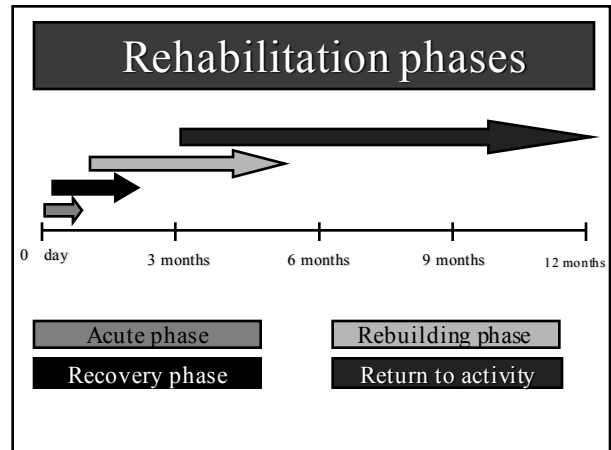 Rehabilitation phases
0 day 3 months 6 months 9 months 12 months
Acute phase Rebuilding phase
Recovery phase Return to activity